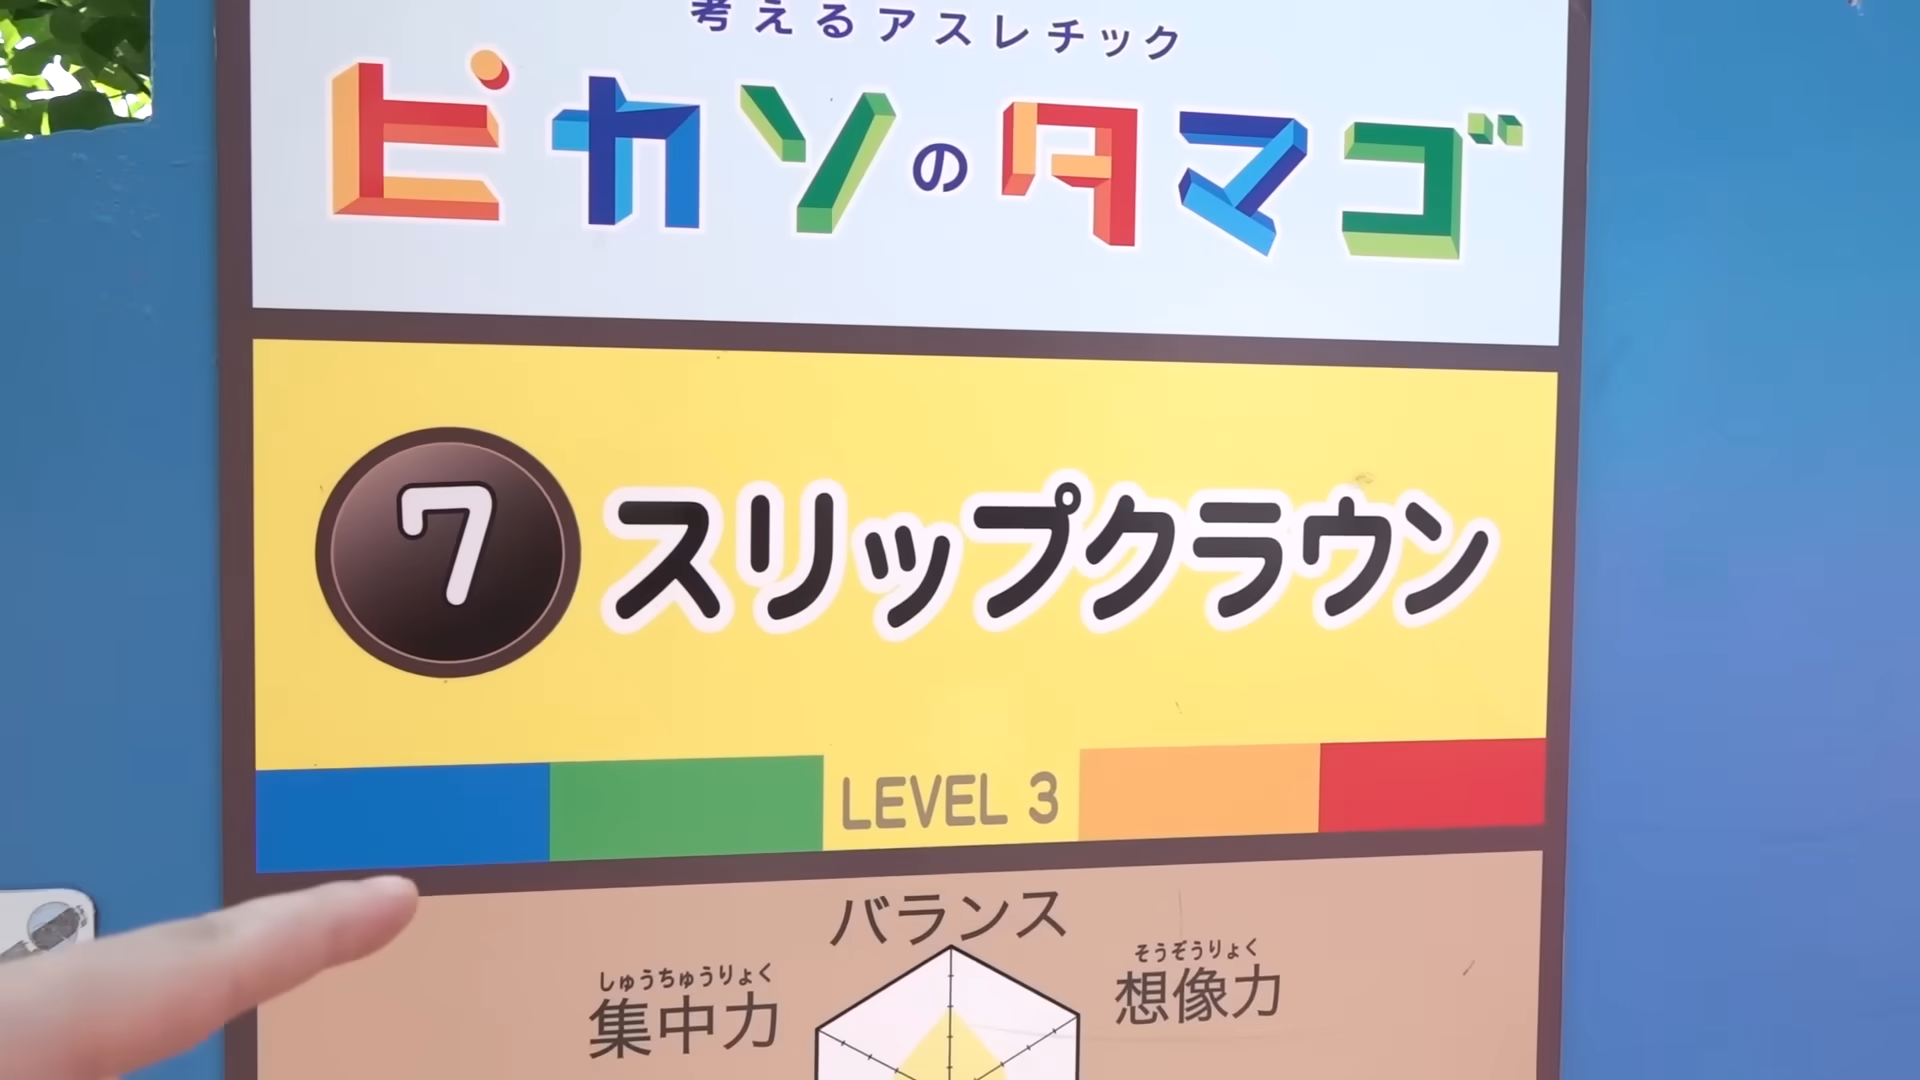 考えるアスレチック
ピカソのタマゴ
7 スリップクラウン
LEVEL 3
バランス
しゅうちゅうりょく
集中力
そうぞうりょく
想像力